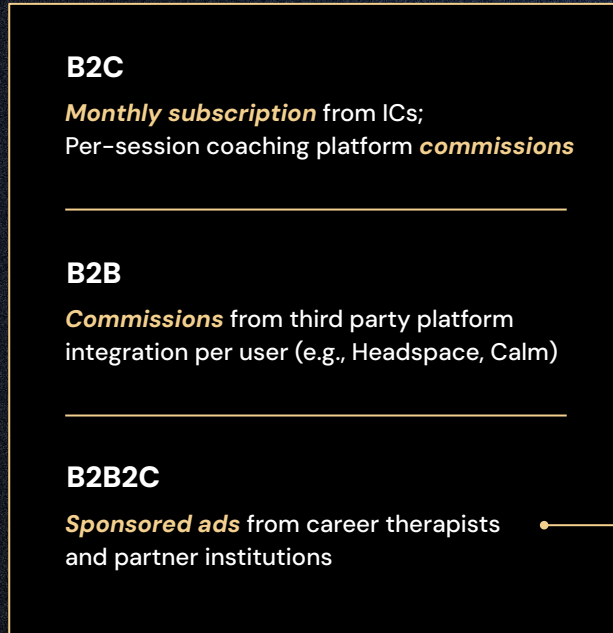 B2C
Monthly subscription from ICs;
Per-session coaching platform commissions
B2B
Commissions from third party platform
integration per user (e.g., Headspace, Calm)
B2B2C
Sponsored ads from career therapists
and partner institutions